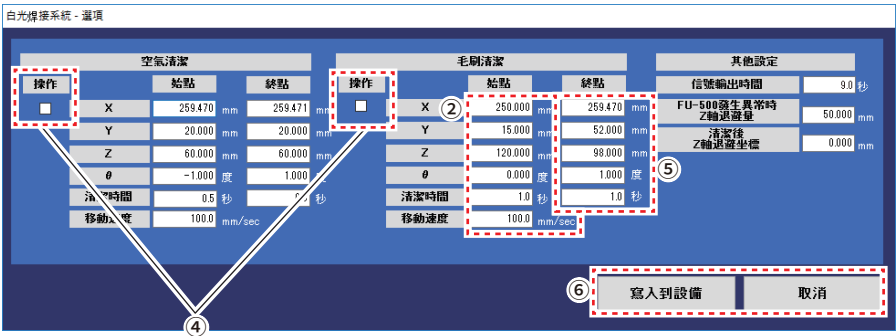 白光焊接系統 - 選項
空氣清潔 毛刷清潔 其他設定
操作 始點 終點 操作 始點 終點 信號輸出時間 9.0 秒
X 259.470 mm 259.471 mm X ② 250.000 mm 259.470 mm FU-500發生異常時
Z軸退避量 50.000 mm
Y 20.000 mm 20.000 mm Y 15.000 mm 52.000 mm 清潔後
Z軸退避坐標 0.000 mm
Z 60.000 mm 60.000 mm Z 120.000 mm 98.000 mm
θ -1.000 度 1.000 度 θ 0.000 度 1.000 度 ⑤
清潔時間 0.5 秒 秒 清潔時間 1.0 秒 1.0 秒
移動速度 100.0 mm/sec 移動速度 100.0 mm/sec
⑥ 寫入到設備 取消
④